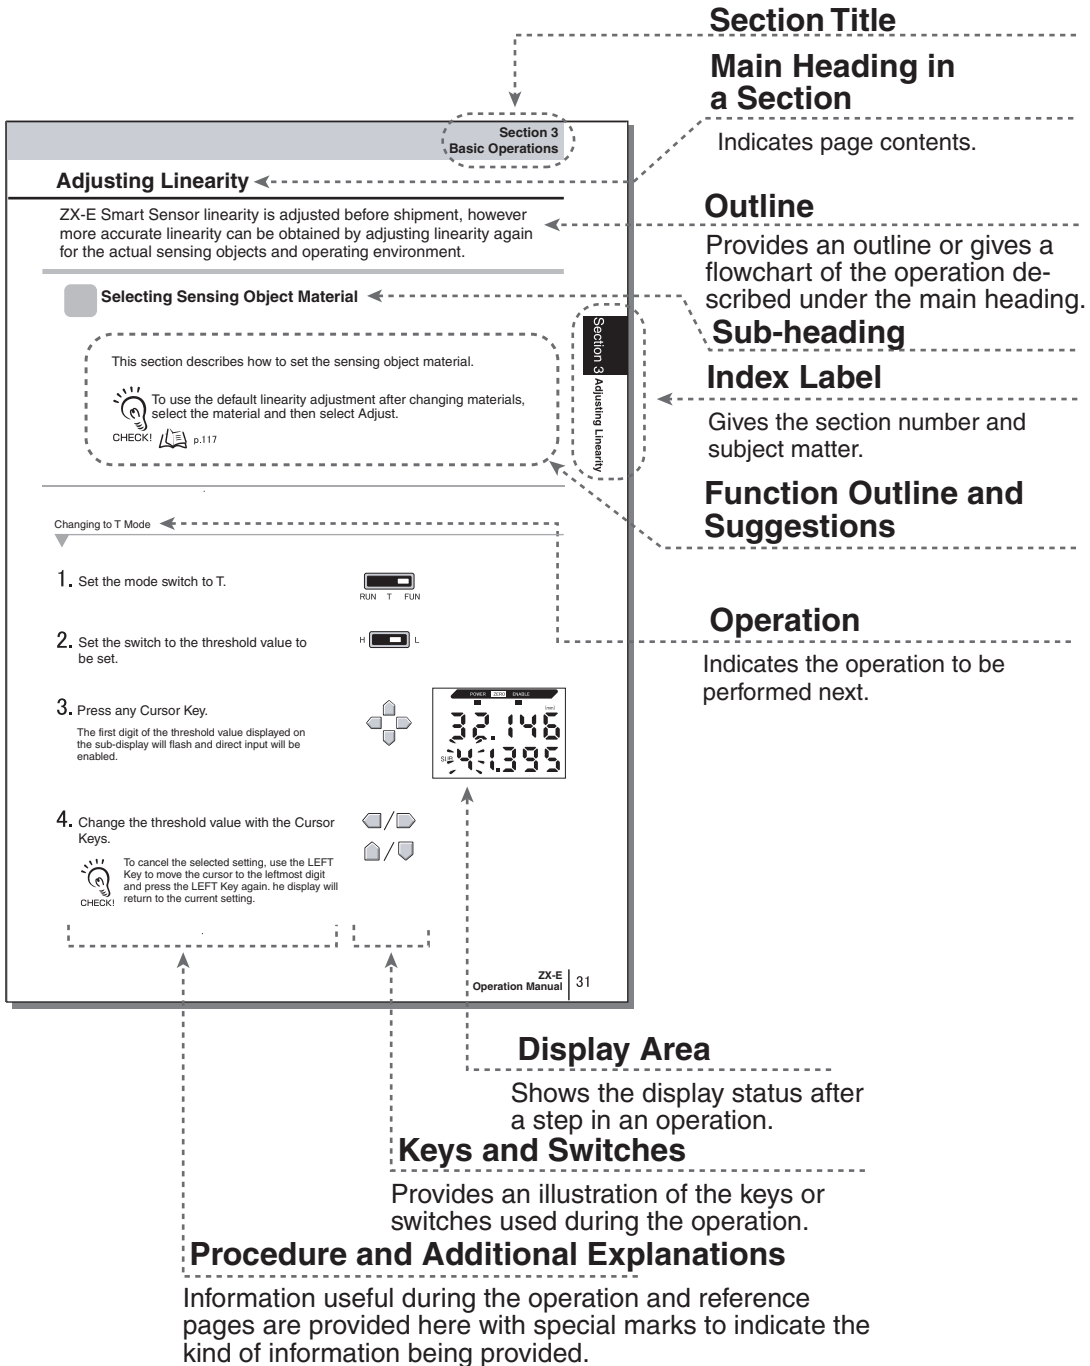 Section Title
Main Heading in
a Section
Indicates page contents.
Section 3
Basic Operations
Adjusting Linearity
ZX-E Smart Sensor linearity is adjusted before shipment, however
more accurate linearity can be obtained by adjusting linearity again
for the actual sensing objects and operating environment.
Outline
Provides an outline or gives a
flowchart of the operation de-
scribed under the main heading.
Selecting Sensing Object Material
Sub-heading
This section describes how to set the sensing object material.
To use the default linearity adjustment after changing materials,
select the material and then select Adjust.
CHECK! p.117
Section 3 Adjusting Linearity
Index Label
Gives the section number and
subject matter.
Function Outline and
Suggestions
Changing to T Mode
1. Set the mode switch to T.
RUN T FUN
2. Set the switch to the threshold value to
be set.
H L
Operation
Indicates the operation to be
performed next.
3. Press any Cursor Key.
The first digit of the threshold value displayed on
the sub-display will flash and direct input will be
enabled.
POWER ZERO ENABLE
(mm)
32.146
SUB 41.395
4. Change the threshold value with the Cursor
Keys.
/
/
To cancel the selected setting, use the LEFT
Key to move the cursor to the leftmost digit
and press the LEFT Key again. he display will
return to the current setting.
CHECK!
ZX-E
Operation Manual
31
Display Area
Shows the display status after
a step in an operation.
Keys and Switches
Provides an illustration of the keys or
switches used during the operation.
Procedure and Additional Explanations
Information useful during the operation and reference
pages are provided here with special marks to indicate the
kind of information being provided.